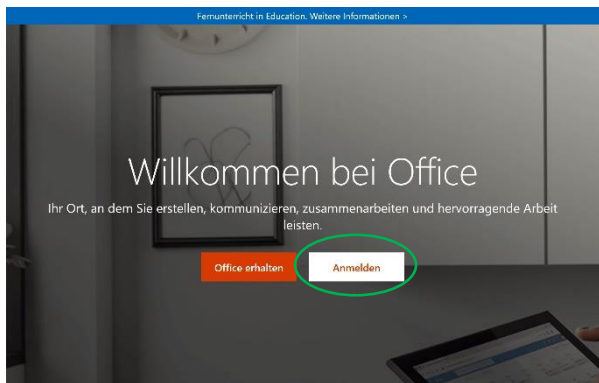 Fernunterricht in Education. Weitere Informationen >
Willkommen bei Office
Ihr Ort, an dem Sie erstellen, kommunizieren, zusammenarbeiten und hervorragende Arbeit
leisten.
Office erhalten
Anmelden